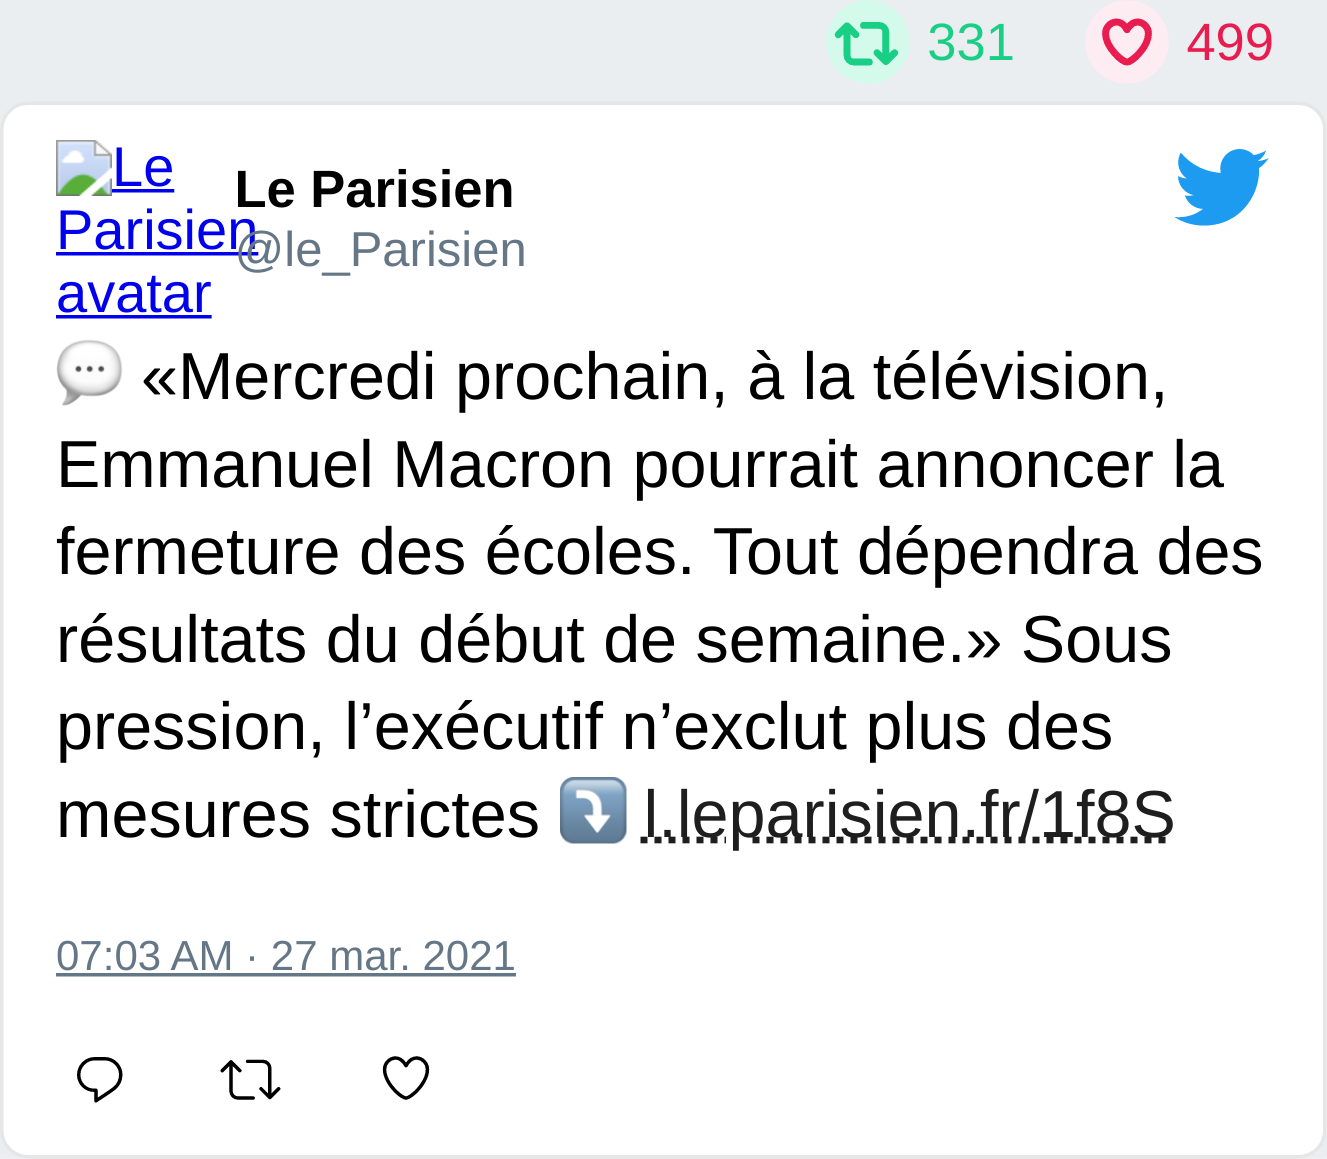 331 499
Le Parisien avatar
Le Parisien
@le_Parisien
💬 «Mercredi prochain, à la télévision,
Emmanuel Macron pourrait annoncer la
fermeture des écoles. Tout dépendra des
résultats du début de semaine.» Sous
pression, l’exécutif n’exclut plus des
mesures strictes ⤵️ l.leparisien.fr/1f8S
07:03 AM · 27 mar. 2021